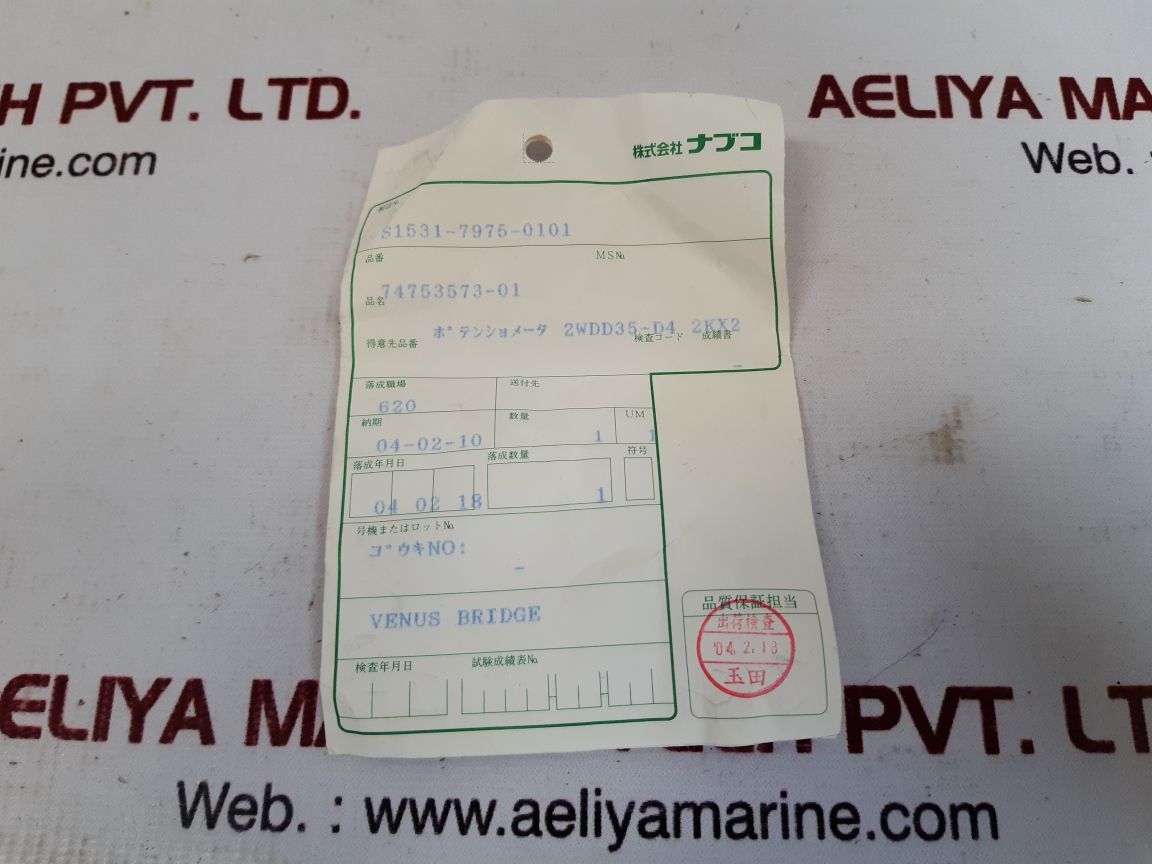 H PVT. LTD.
AELIYA MA
ine.com
Web. :
株式会社 ナブコ
S1531-7975-0101
品番 MS№
74753573-01
品名
ポテンショメータ 2WDD35-D4 2KX2
得意先品番 検査コード 成績書
-
落成職場 送付先
620
納期 数量 UM
04-02-10 1 1
落成年月日 落成数量 符号
04 02 18 1
号機またはロット№
ゴウキNO:
-
VENUS BRIDGE
検査年月日 試験成績表№
品質保証担当
出荷検査
'04.2.18
玉田
ELIYA MA
PVT. LT
Web. : www.aeliyamarine.com